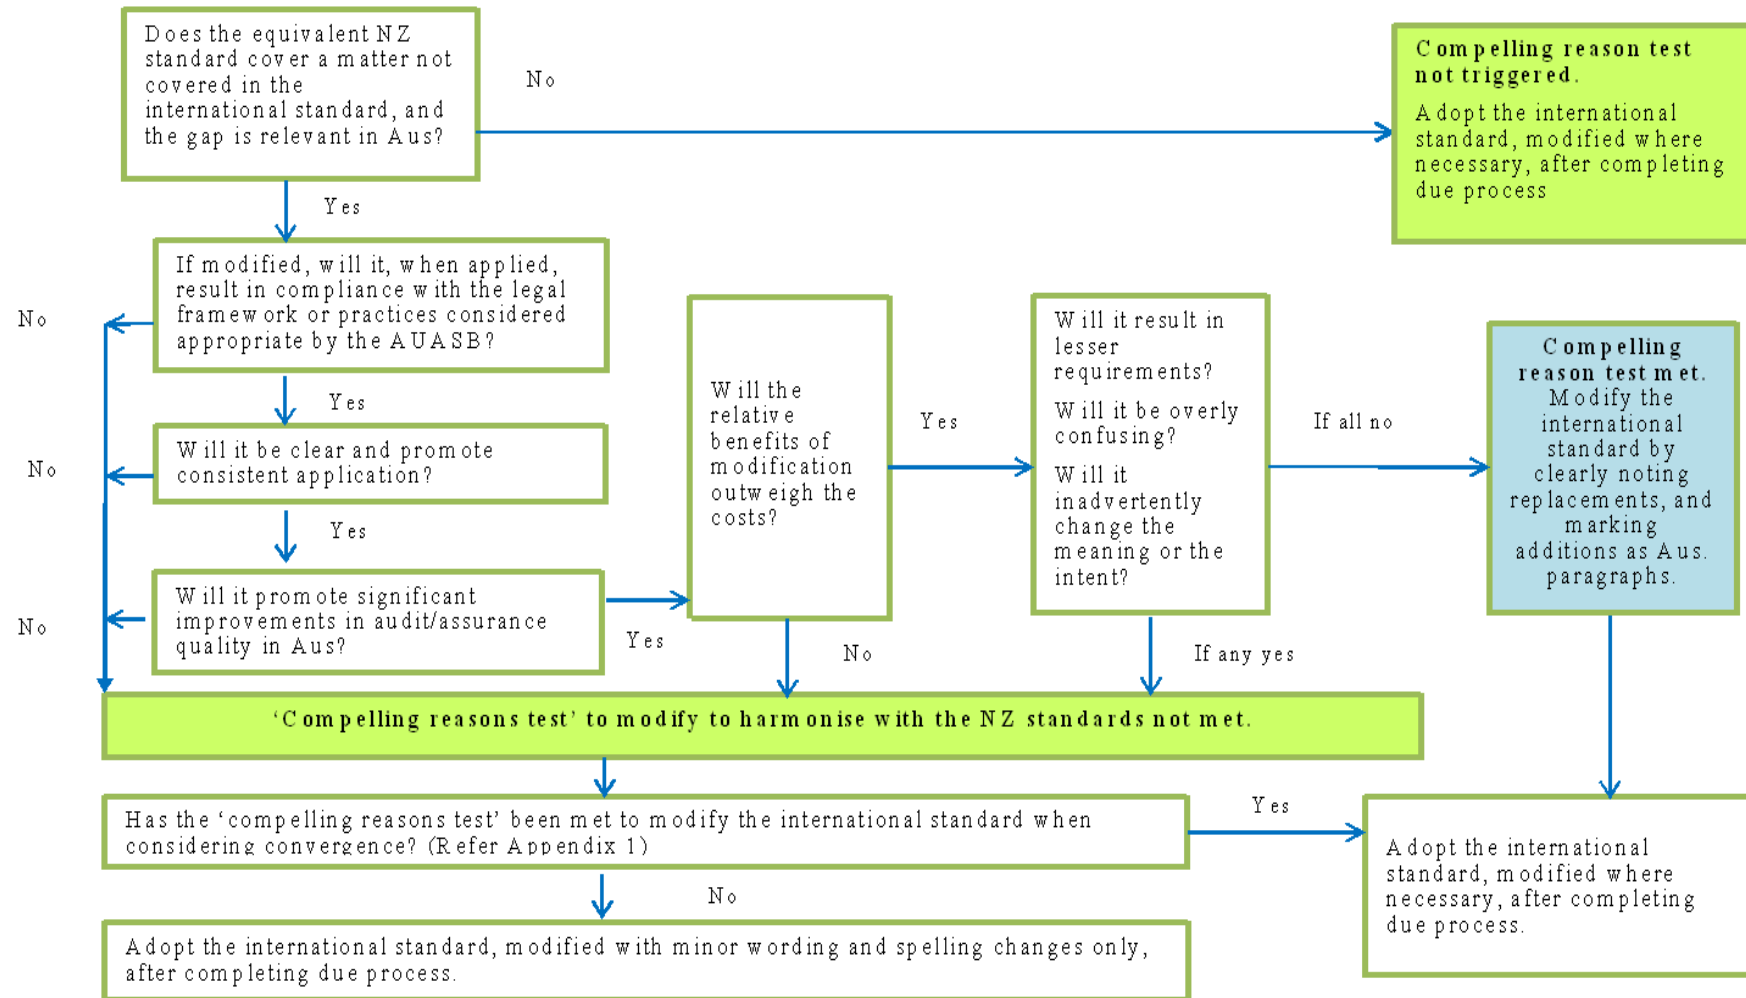 Does the equivalent NZ
standard cover a matter not
covered in the
international standard, and
the gap is relevant in Aus?
No
Compelling reason test
not triggered.
Adopt the international
standard, modified where
necessary, after completing
due process
Yes
If modified, will it, when applied,
result in compliance with the legal
framework or practices considered
appropriate by the AUASB?
No
Yes
Will it be clear and promote
consistent application?
No
Yes
Will it promote significant
improvements in audit/assurance
quality in Aus?
No
Yes
Will the
relative
benefits of
modification
outweigh the
costs?
Yes
No
Will it result in
lesser
requirements?
Will it be overly
confusing?
Will it
inadvertently
change the
meaning or the
intent?
If all no
If any yes
Compelling
reason test met.
Modify the
international
standard by
clearly noting
replacements, and
marking
additions as Aus.
paragraphs.
‘Compelling reasons test’ to modify to harmonise with the NZ standards not met.
Has the ‘compelling reasons test’ been met to modify the international standard when
considering convergence? (Refer Appendix 1)
Yes
No
Adopt the international
standard, modified where
necessary, after completing
due process.
Adopt the international standard, modified with minor wording and spelling changes only,
after completing due process.